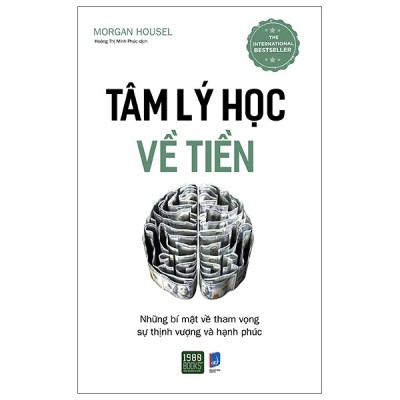 MORGAN HOUSEL
Hoàng Thị Minh Phúc dịch
THE
INTERNATIONAL
BESTSELLER
TÂM LÝ HỌC
VỀ TIỀN
Những bí mật về tham vọng
sự thịnh vượng và hạnh phúc
1980
BOOKS